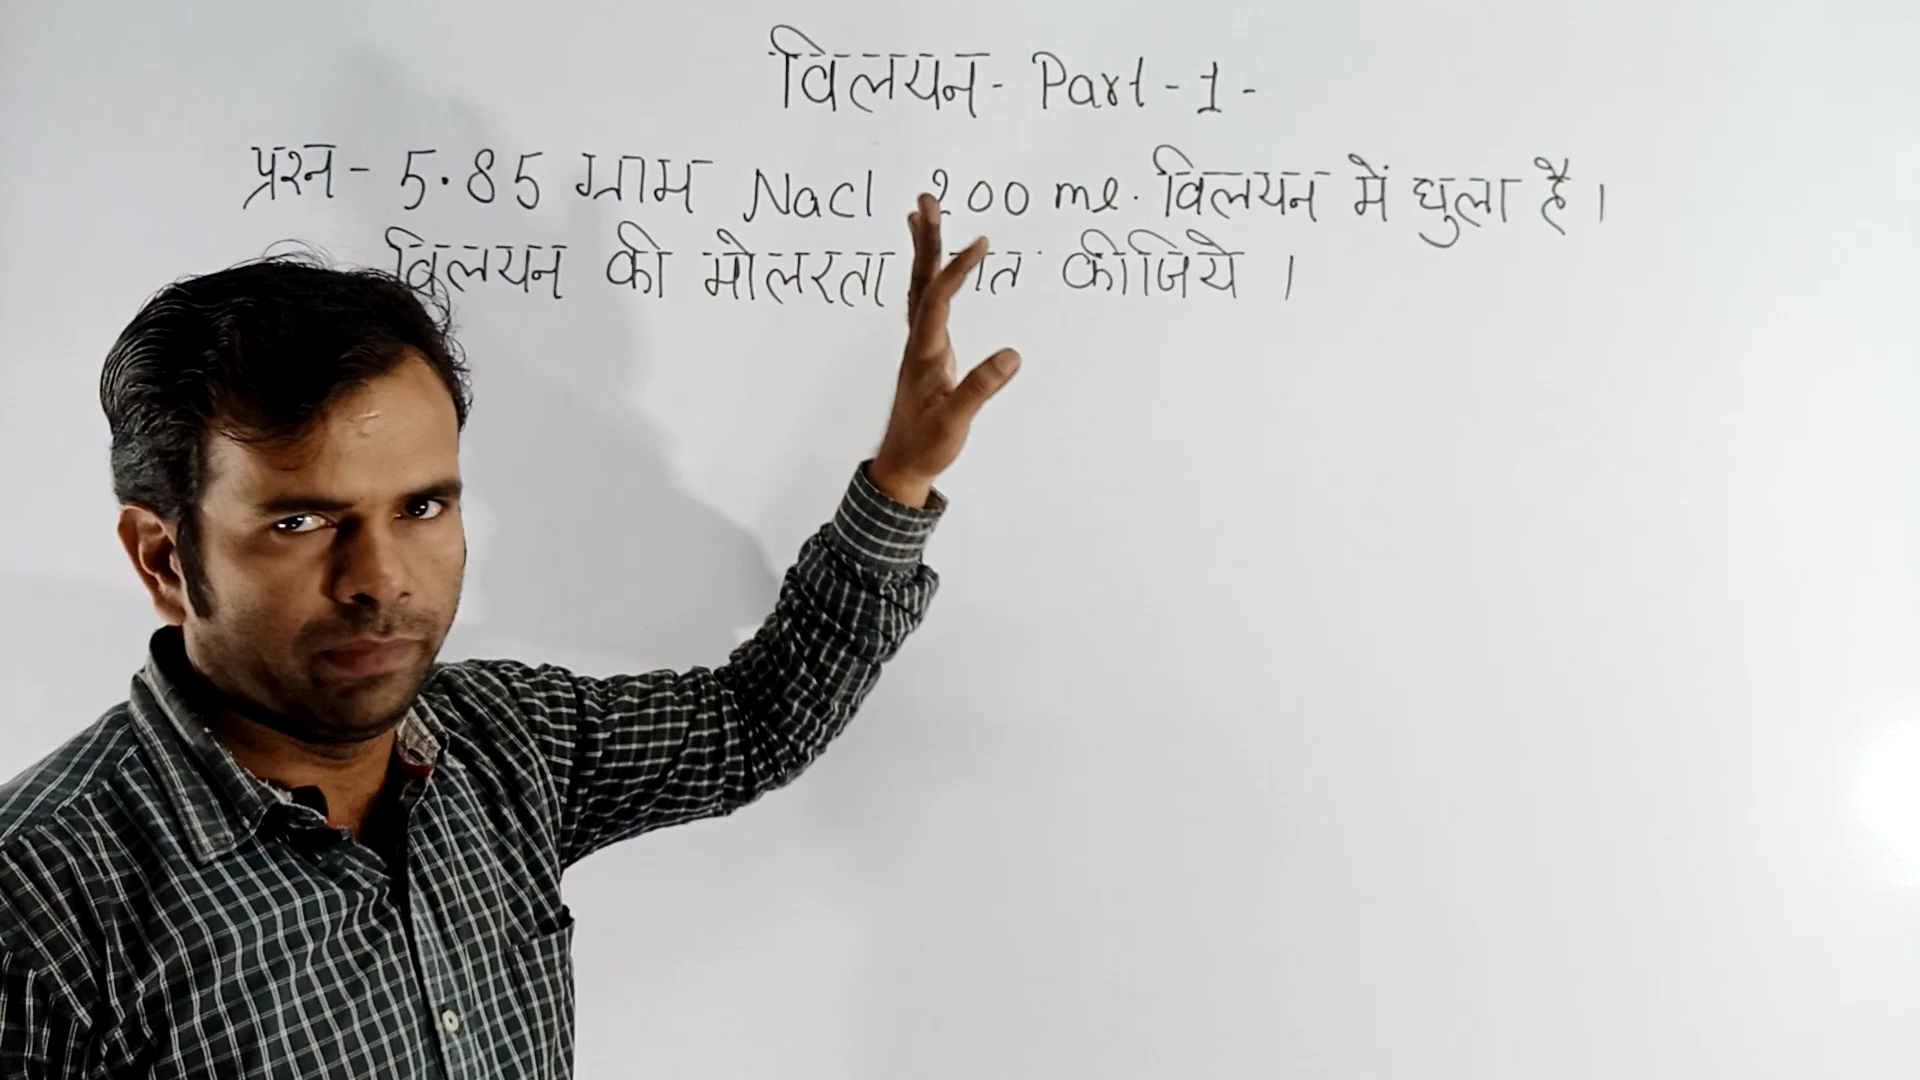 विलयन - Part - 1 -
प्रश्न - 5.85 ग्राम NaCl 200 ml. विलयन में घुला है।
विलयन की मोलरता कीजिये ।